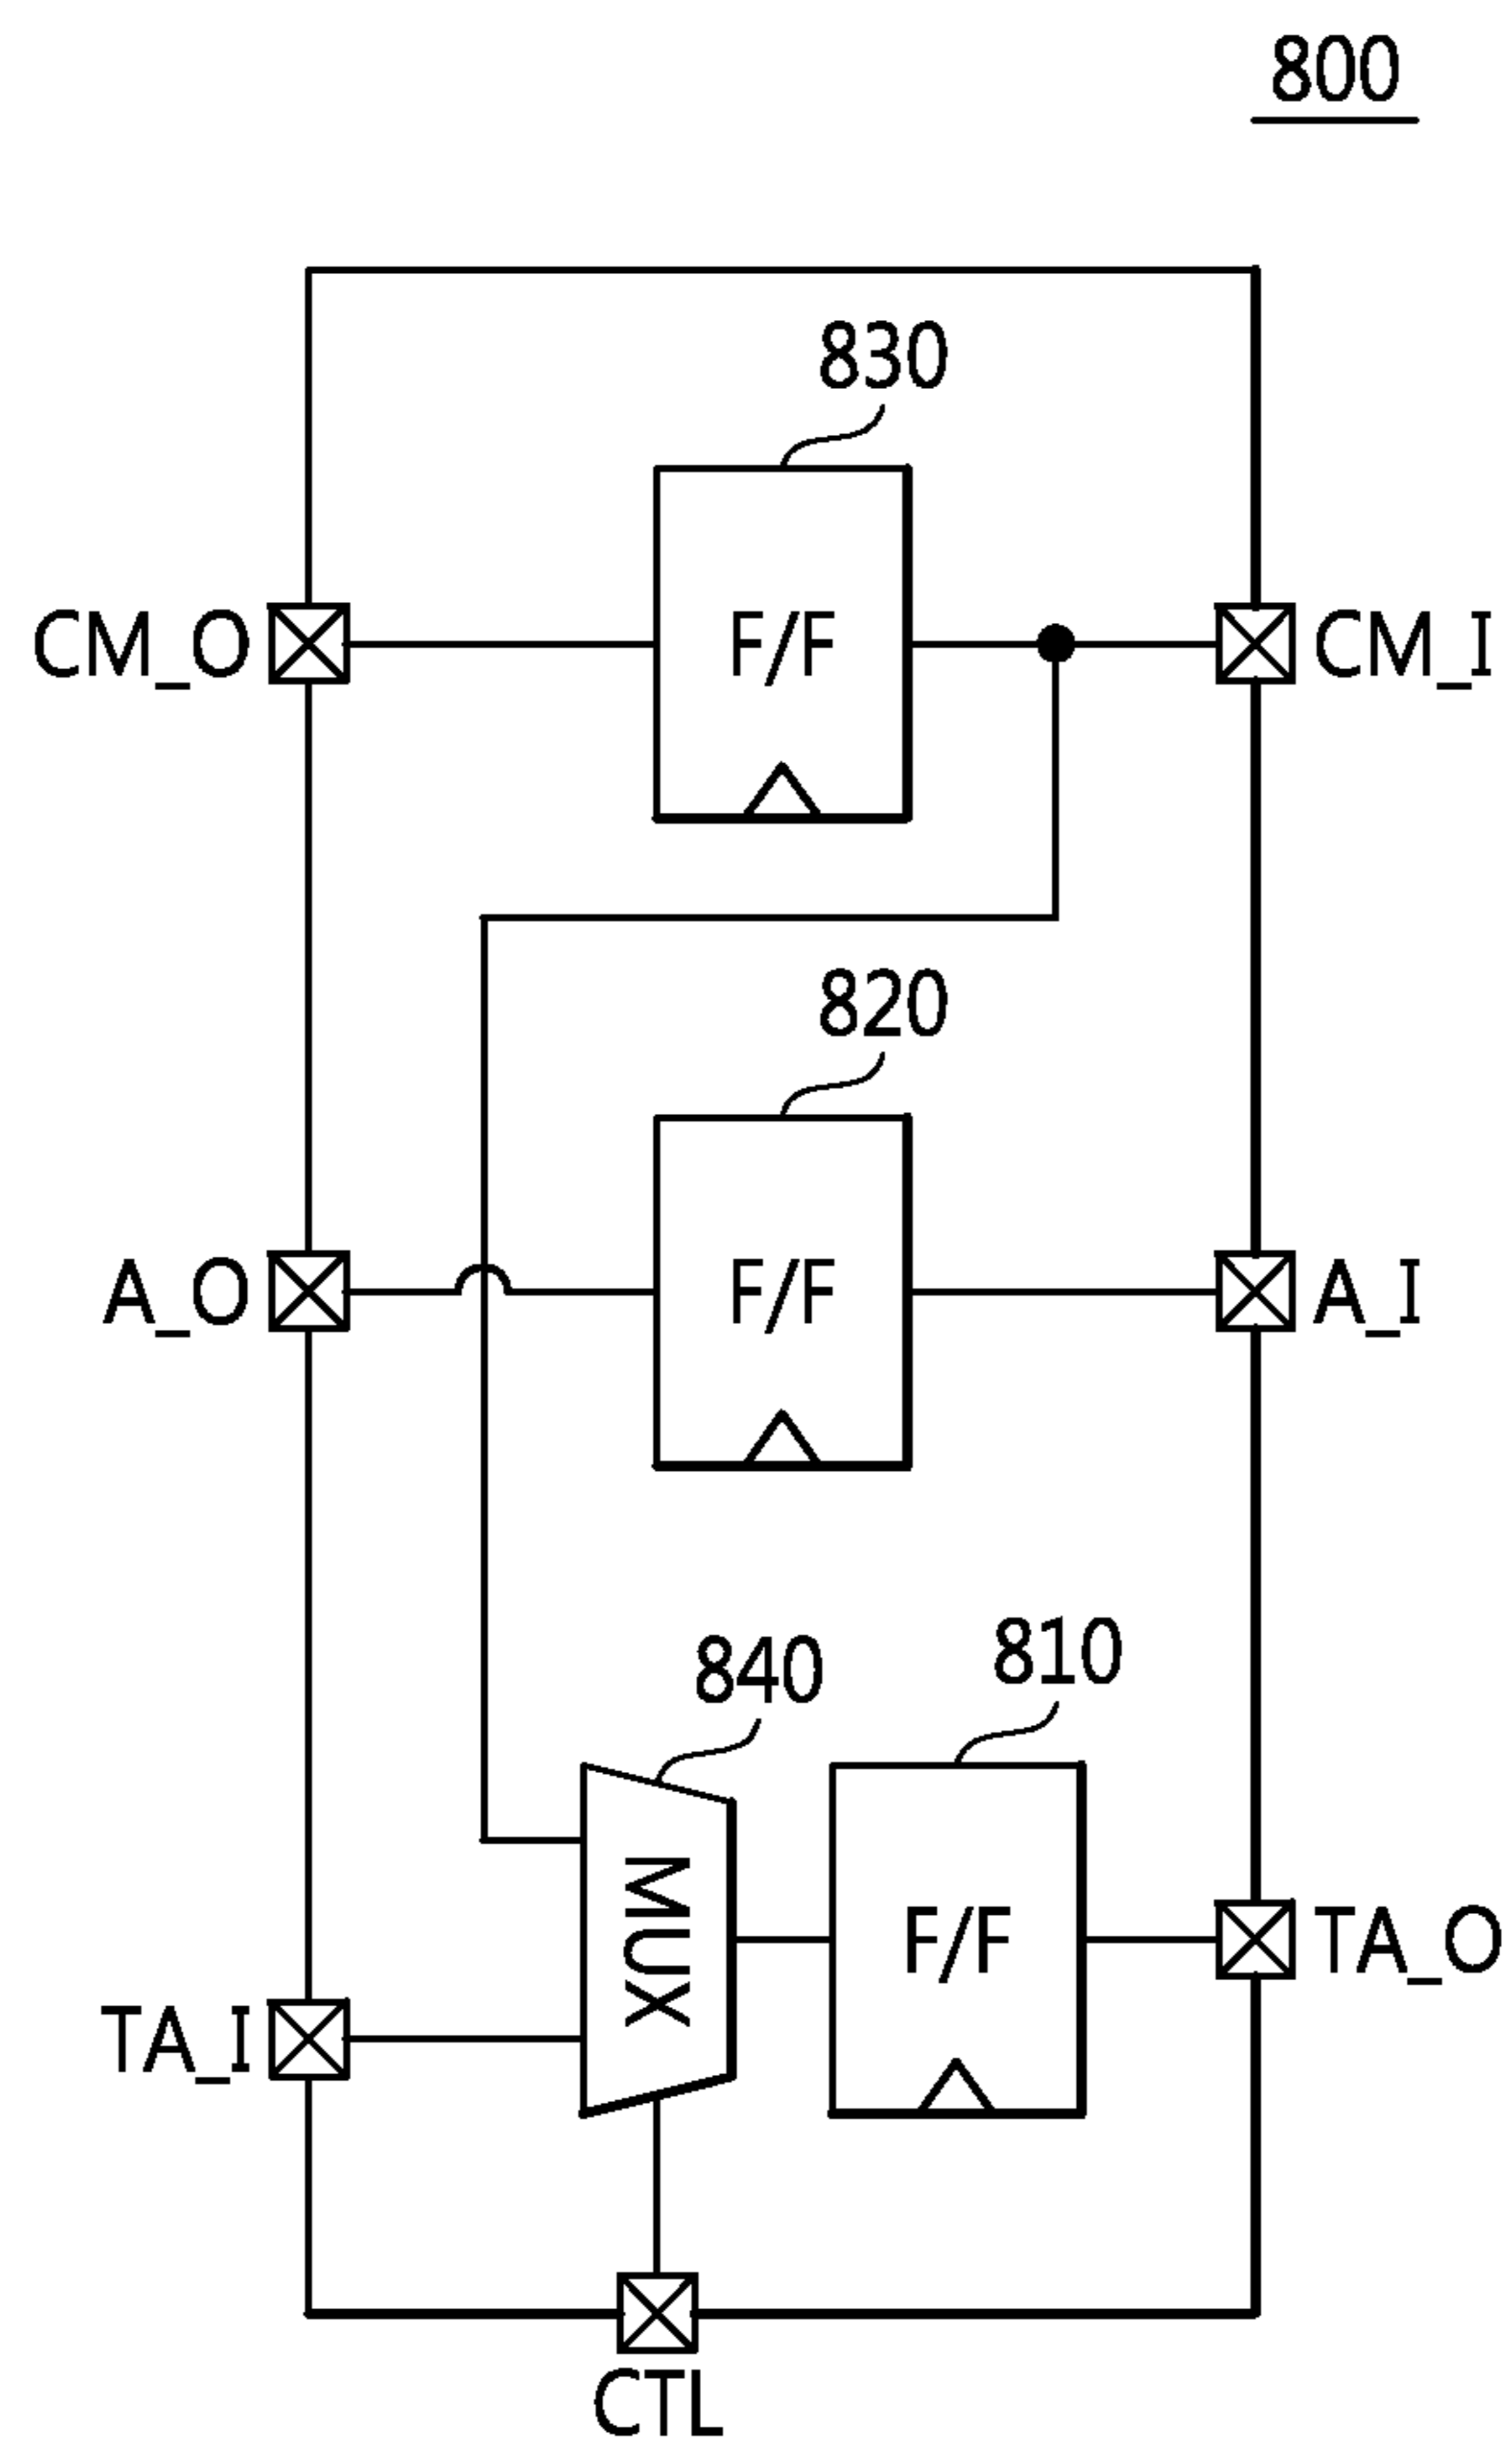 800
830
CM_O
F/F
CM_I
820
A_O
F/F
A_I
840
810
MUX
F/F
TA_O
TA_I
CTL